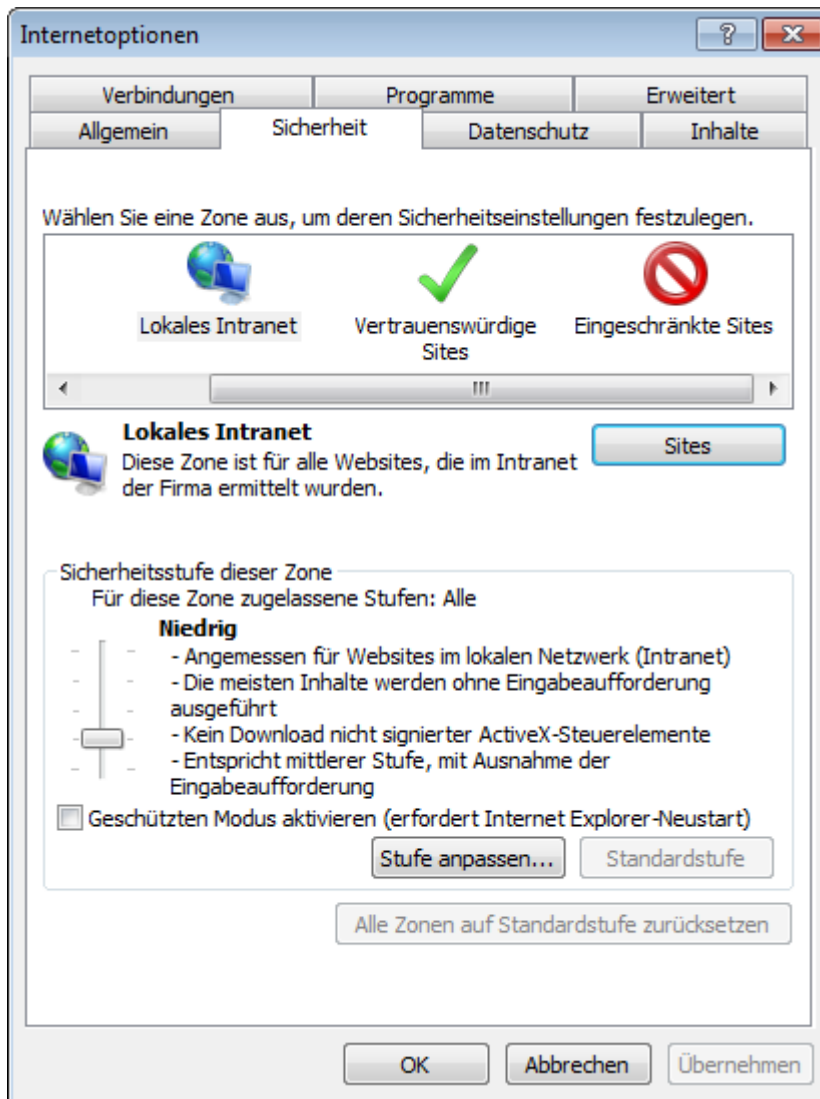 Internetoptionen
Verbindungen Programme Erweitert
Allgemein Sicherheit Datenschutz Inhalte
Wählen Sie eine Zone aus, um deren Sicherheitseinstellungen festzulegen.
Lokales Intranet Vertrauenswürdige Eingeschränkte Sites
Sites
Lokales Intranet
Sites
Diese Zone ist für alle Websites, die im Intranet
der Firma ermittelt wurden.
Sicherheitsstufe dieser Zone
Für diese Zone zugelassene Stufen: Alle
Niedrig
- Angemessen für Websites im lokalen Netzwerk (Intranet)
- Die meisten Inhalte werden ohne Eingabeaufforderung
ausgeführt
- Kein Download nicht signierter ActiveX-Steuerelemente
- Entspricht mittlerer Stufe, mit Ausnahme der
Eingabeaufforderung
Geschützten Modus aktivieren (erfordert Internet Explorer-Neustart)
Stufe anpassen... Standardstufe
Alle Zonen auf Standardstufe zurücksetzen
OK Abbrechen Übernehmen